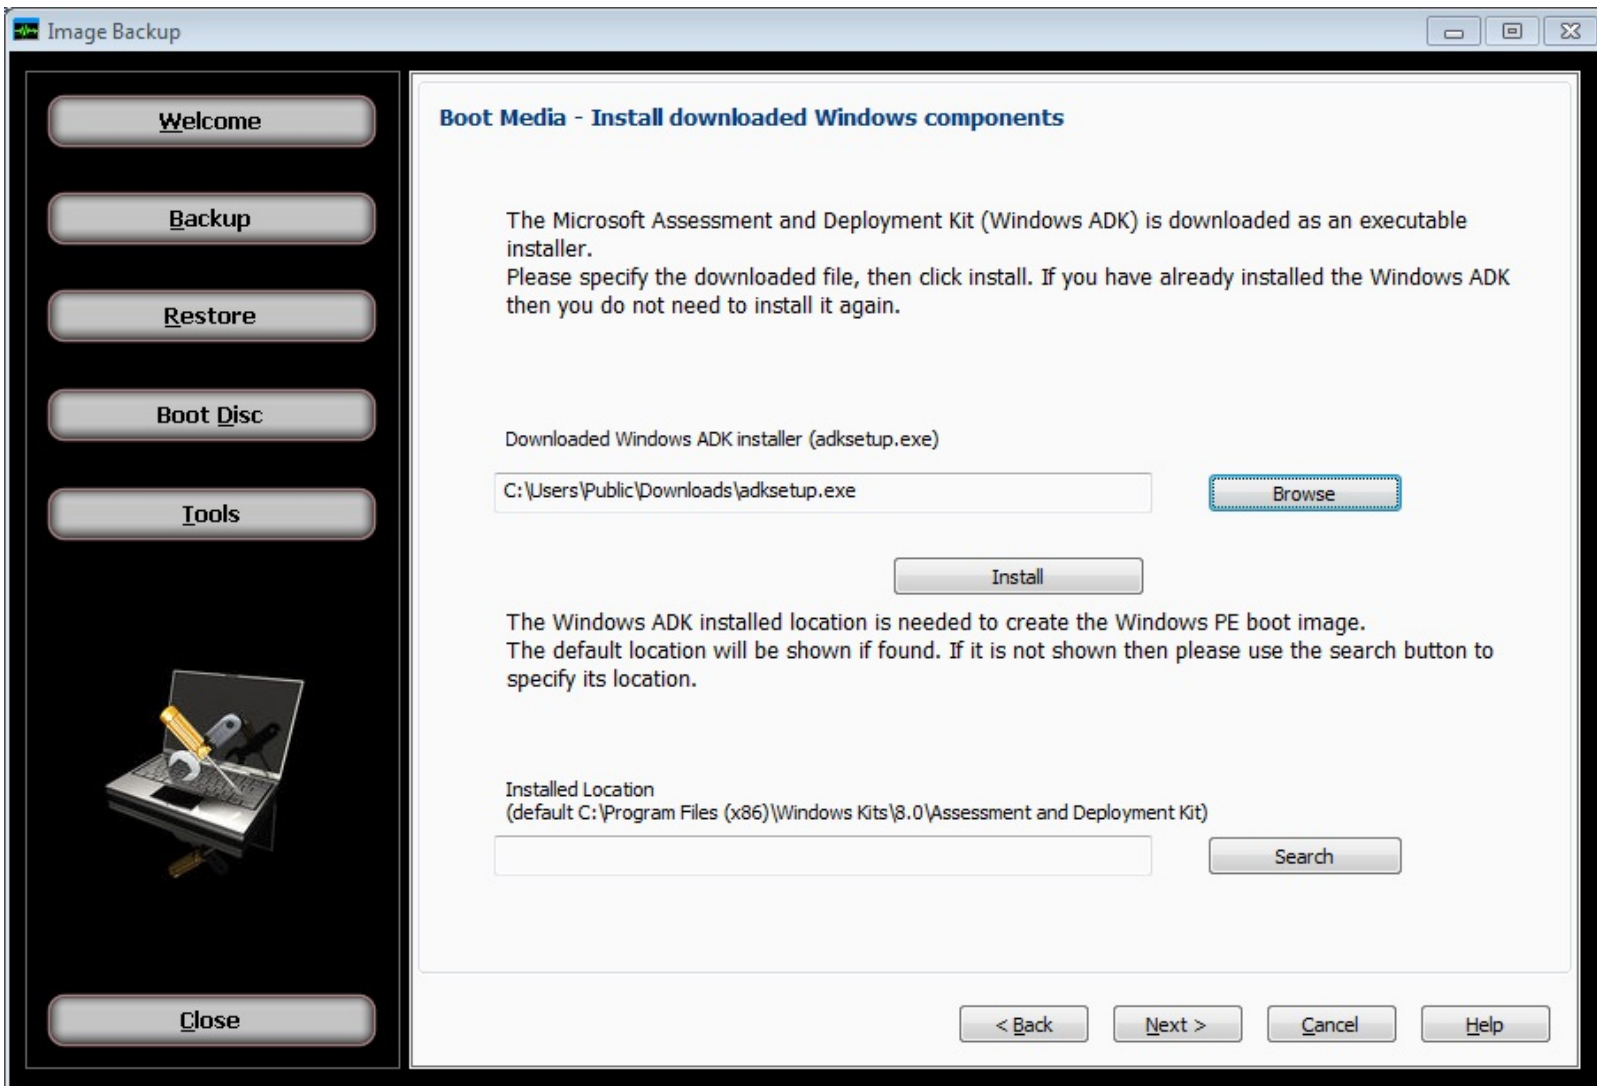 Image Backup
Welcome
Backup
Restore
Boot Disc
Tools
Close
Boot Media - Install downloaded Windows components
The Microsoft Assessment and Deployment Kit (Windows ADK) is downloaded as an executable
installer.
Please specify the downloaded file, then click install. If you have already installed the Windows ADK
then you do not need to install it again.
Downloaded Windows ADK installer (adksetup.exe)
C:\Users\Public\Downloads\adksetup.exe
Browse
Install
The Windows ADK installed location is needed to create the Windows PE boot image.
The default location will be shown if found. If it is not shown then please use the search button to
specify its location.
Installed Location
(default C:\Program Files (x86)\Windows Kits\8.0\Assessment and Deployment Kit)
Search
< Back
Next >
Cancel
Help